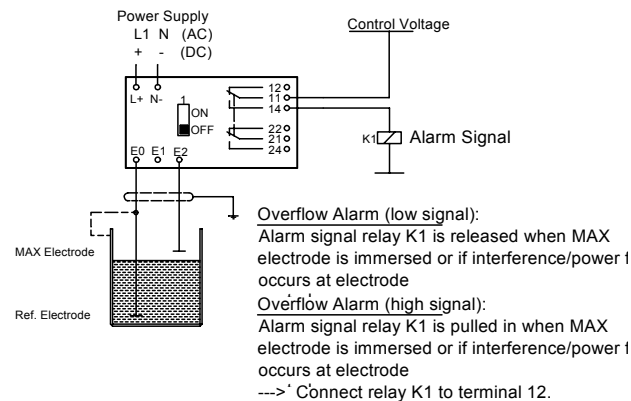 Power Supply
L1 N (AC)
+ - (DC)
Control Voltage
L+ N- 1
ON
OFF
12
11
14
22
21
24
E0 E1 E2
K1 Alarm Signal
MAX Electrode
Ref. Electrode
Overflow Alarm (low signal):
Alarm signal relay K1 is released when MAX
electrode is immersed or if interference/power f
occurs at electrode
Overflow Alarm (high signal):
Alarm signal relay K1 is pulled in when MAX
electrode is immersed or if interference/power f
occurs at electrode
---> Connect relay K1 to terminal 12.